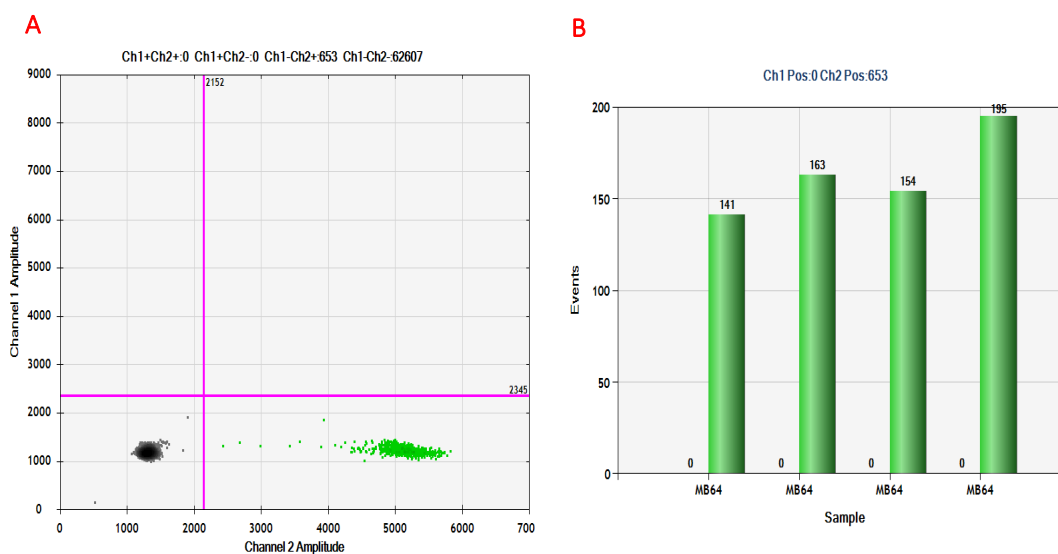 A
Ch1+Ch2+:0 Ch1+Ch2-:0 Ch1-Ch2+:653 Ch1-Ch2-:62607
9000
8000
7000
6000
5000
4000
3000
2000
1000
0
Channel 1 Amplitude
2152
2345
0 1000 2000 3000 4000 5000 6000 700
Channel 2 Amplitude
B
Ch1 Pos:0 Ch2 Pos:653
200
150
100
50
0
Events
141
163
154
195
0 0 0 0
MB64 MB64 MB64 MB64
Sample